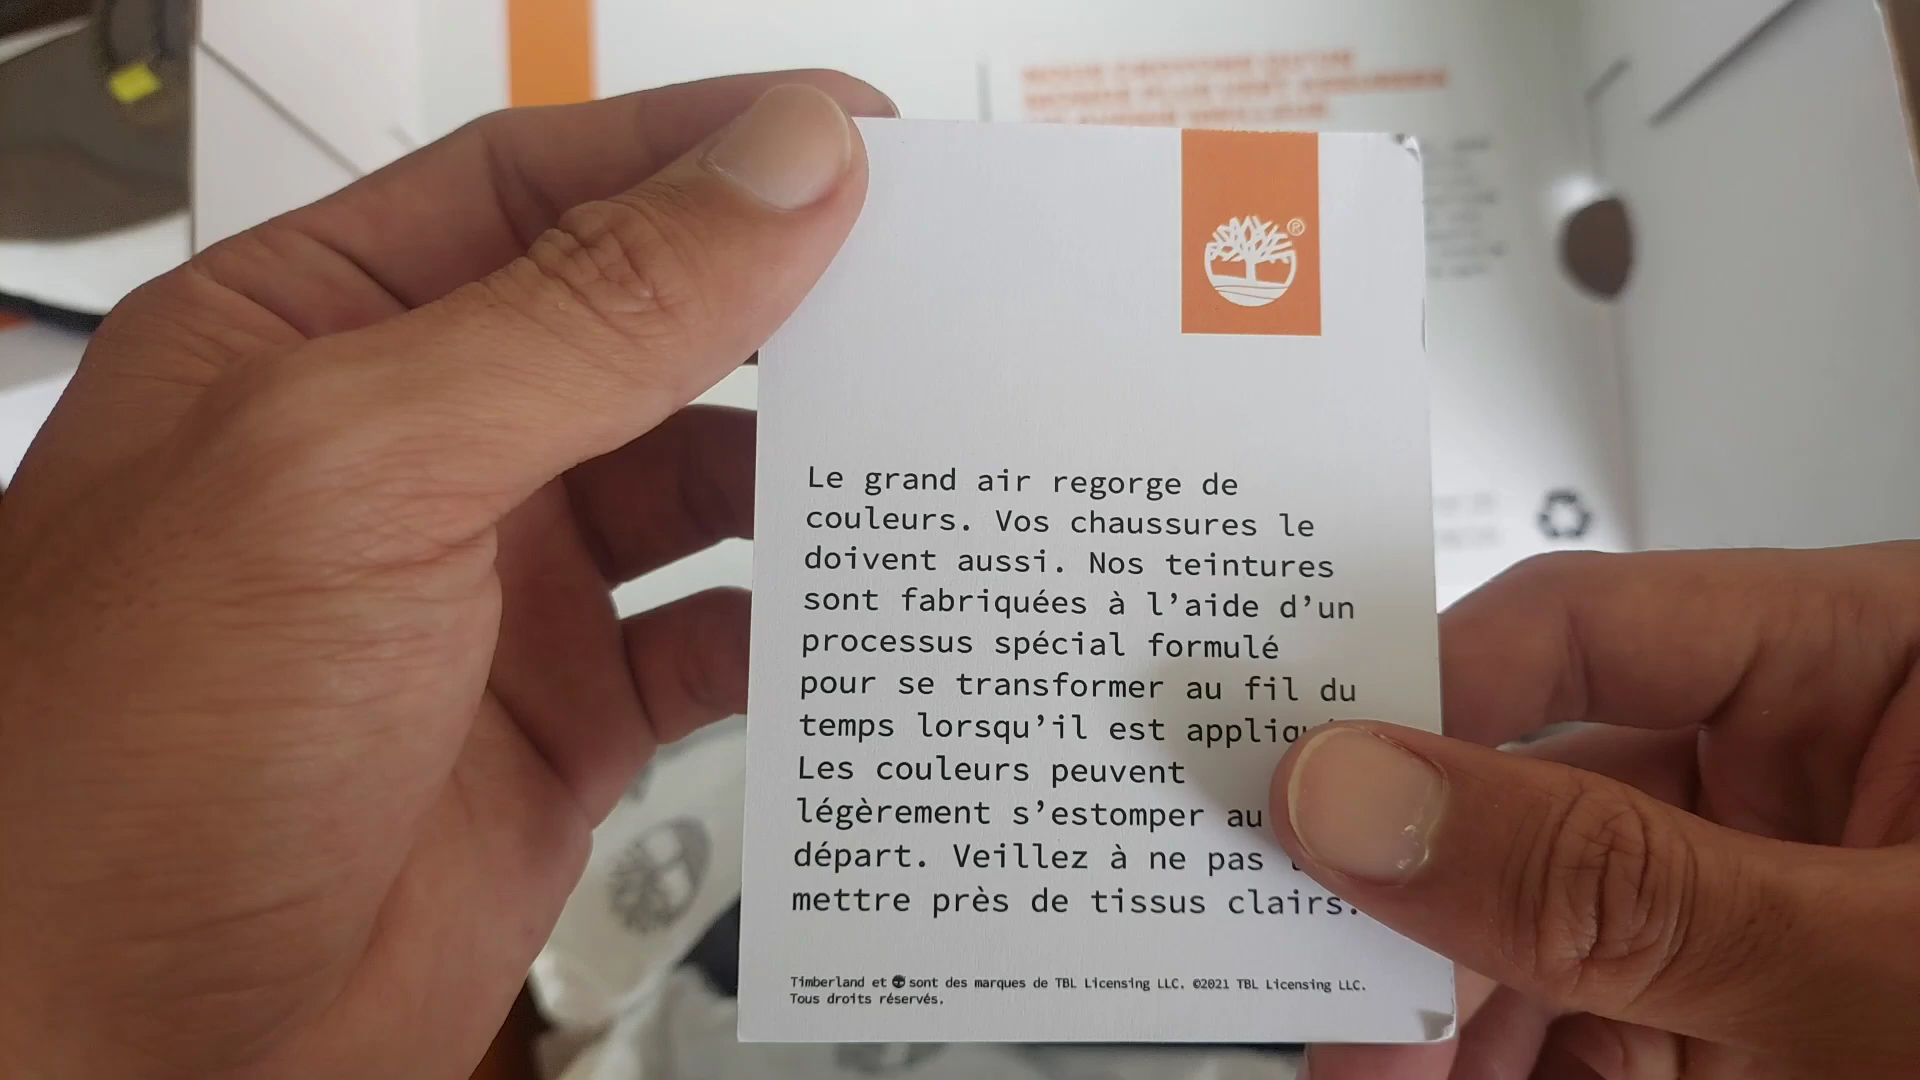 Le grand air regorge de
couleurs. Vos chaussures le
doivent aussi. Nos teintures
sont fabriquées à l’aide d’un
processus spécial formulé
pour se transformer au fil du
temps lorsqu’il est
Les couleurs peuvent
légèrement s’estomper au
départ. Veillez à ne pas
mettre près de tissus clairs.
Timberland et sont des marques de TBL Licensing LLC. ©2021 TBL Licensing LLC.
Tous droits réservés.